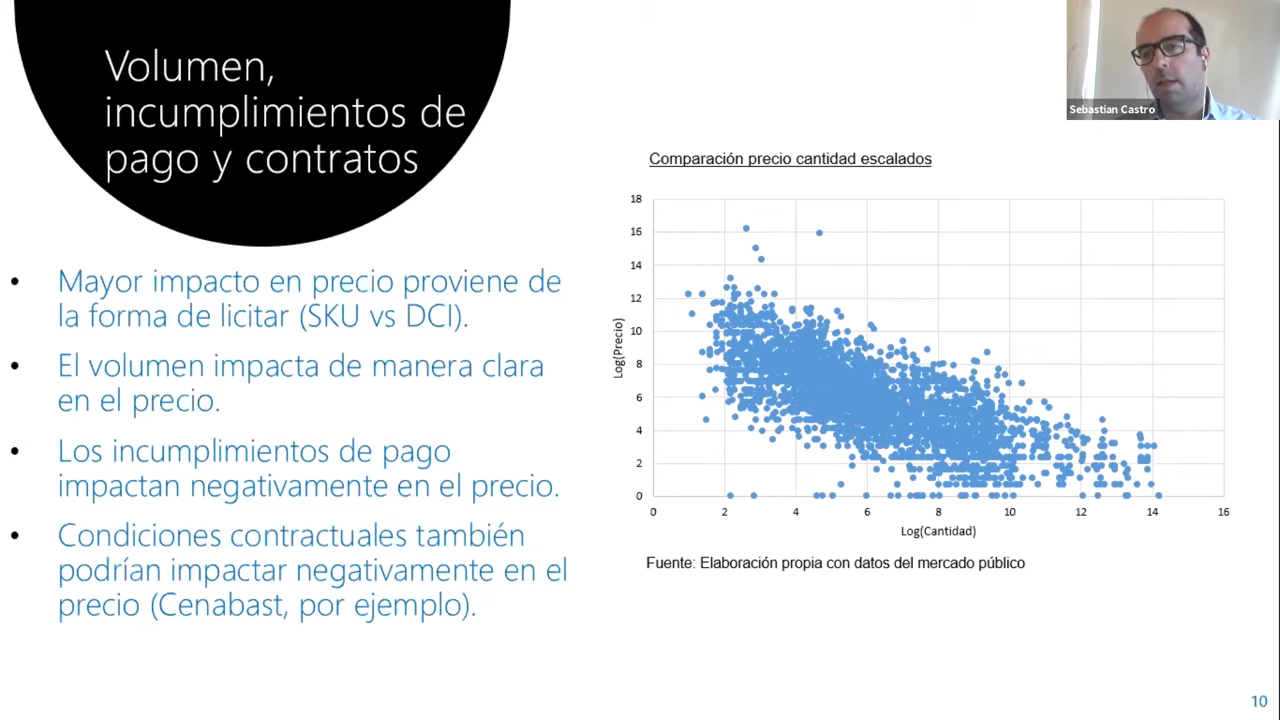 Volumen,
incumplimientos de
pago y contratos
Sebastian Castro
• Mayor impacto en precio proviene de
la forma de licitar (SKU vs DCI).
• El volumen impacta de manera clara
en el precio.
• Los incumplimientos de pago
impactan negativamente en el precio.
• Condiciones contractuales también
podrían impactar negativamente en el
precio (Cenabast, por ejemplo).
Comparación precio cantidad escalados
Log(Precio)
18
16
14
12
10
8
6
4
2
0
0 2 4 6 8 10 12 14 16
Log(Cantidad)
Fuente: Elaboración propia con datos del mercado público
10